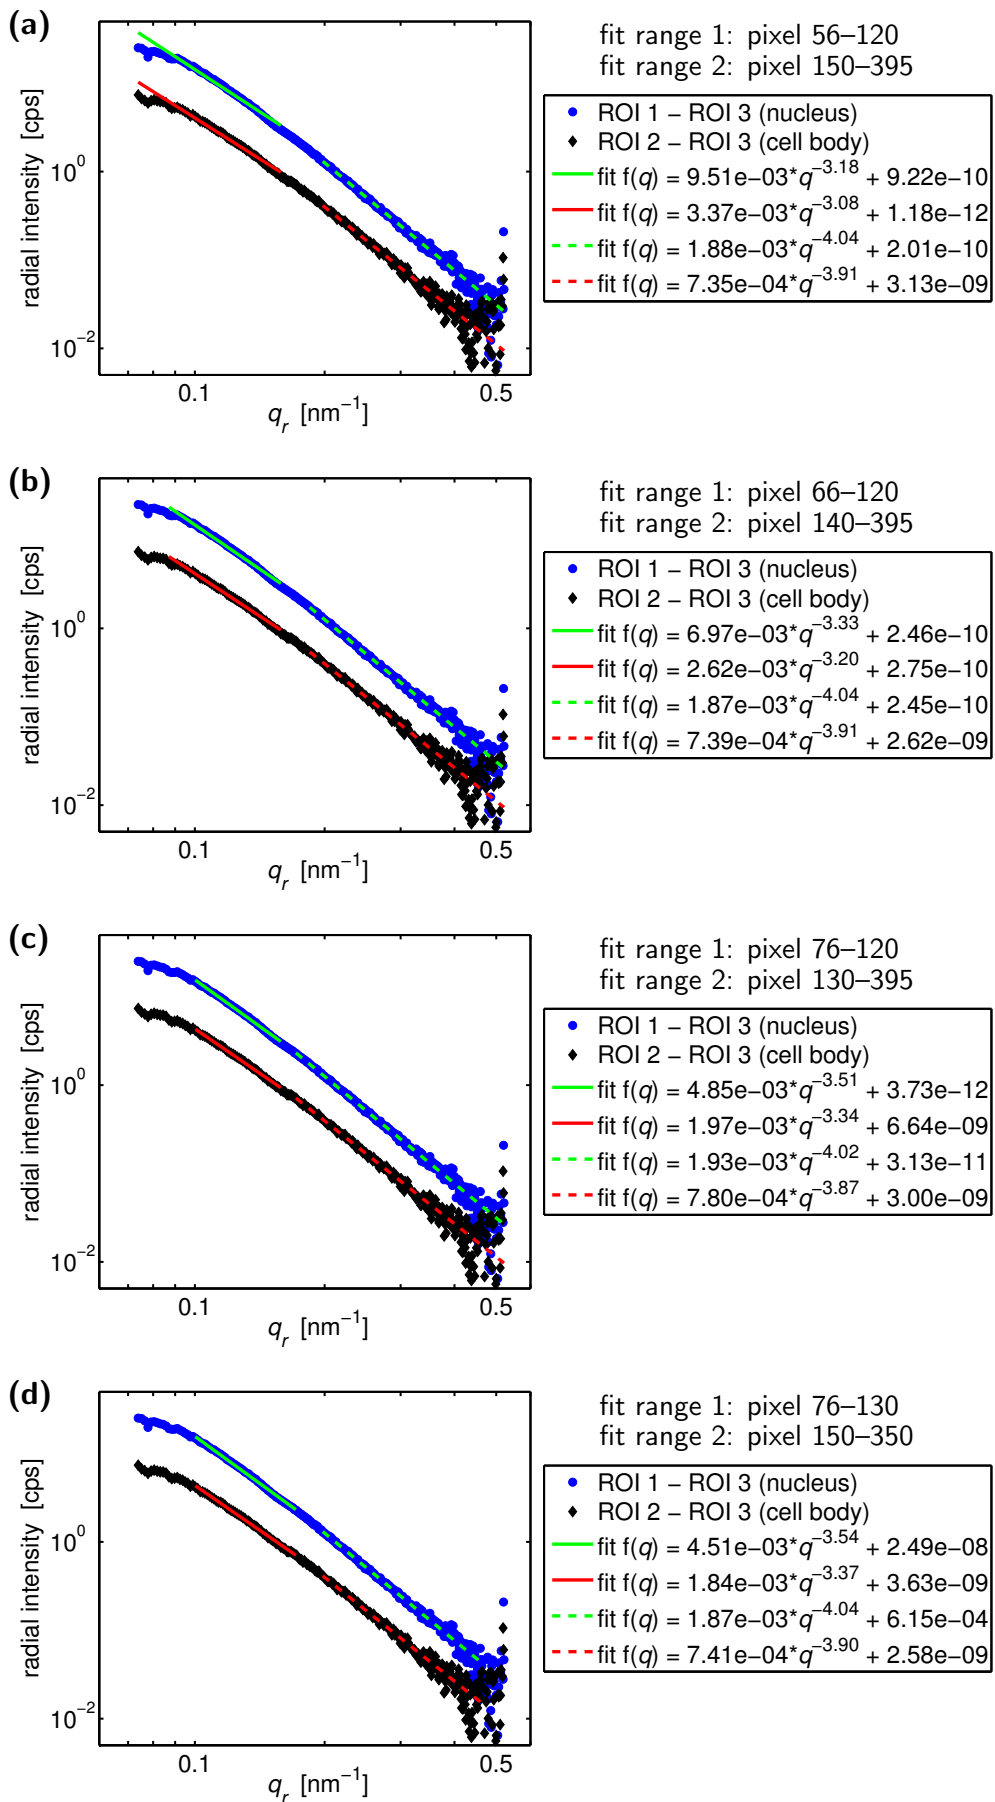 (a)
fit range 1: pixel 56–120
fit range 2: pixel 150–395
ROI 1 − ROI 3 (nucleus)
ROI 2 − ROI 3 (cell body)
fit f(q) = 9.51e−03*q^−3.18 + 9.22e−10
fit f(q) = 3.37e−03*q^−3.08 + 1.18e−12
fit f(q) = 1.88e−03*q^−4.04 + 2.01e−10
fit f(q) = 7.35e−04*q^−3.91 + 3.13e−09
radial intensity [cps]
10^0
10^−2
0.1
0.5
q_r [nm^−1]
(b)
fit range 1: pixel 66–120
fit range 2: pixel 140–395
ROI 1 − ROI 3 (nucleus)
ROI 2 − ROI 3 (cell body)
fit f(q) = 6.97e−03*q^−3.33 + 2.46e−10
fit f(q) = 2.62e−03*q^−3.20 + 2.75e−10
fit f(q) = 1.87e−03*q^−4.04 + 2.45e−10
fit f(q) = 7.39e−04*q^−3.91 + 2.62e−09
radial intensity [cps]
10^0
10^−2
0.1
0.5
q_r [nm^−1]
(c)
fit range 1: pixel 76–120
fit range 2: pixel 130–395
ROI 1 − ROI 3 (nucleus)
ROI 2 − ROI 3 (cell body)
fit f(q) = 4.85e−03*q^−3.51 + 3.73e−12
fit f(q) = 1.97e−03*q^−3.34 + 6.64e−09
fit f(q) = 1.93e−03*q^−4.02 + 3.13e−11
fit f(q) = 7.80e−04*q^−3.87 + 3.00e−09
radial intensity [cps]
10^0
10^−2
0.1
0.5
q_r [nm^−1]
(d)
fit range 1: pixel 76–130
fit range 2: pixel 150–350
ROI 1 − ROI 3 (nucleus)
ROI 2 − ROI 3 (cell body)
fit f(q) = 4.51e−03*q^−3.54 + 2.49e−08
fit f(q) = 1.84e−03*q^−3.37 + 3.63e−09
fit f(q) = 1.87e−03*q^−4.04 + 6.15e−04
fit f(q) = 7.41e−04*q^−3.90 + 2.58e−09
radial intensity [cps]
10^0
10^−2
0.1
0.5
q_r [nm^−1]